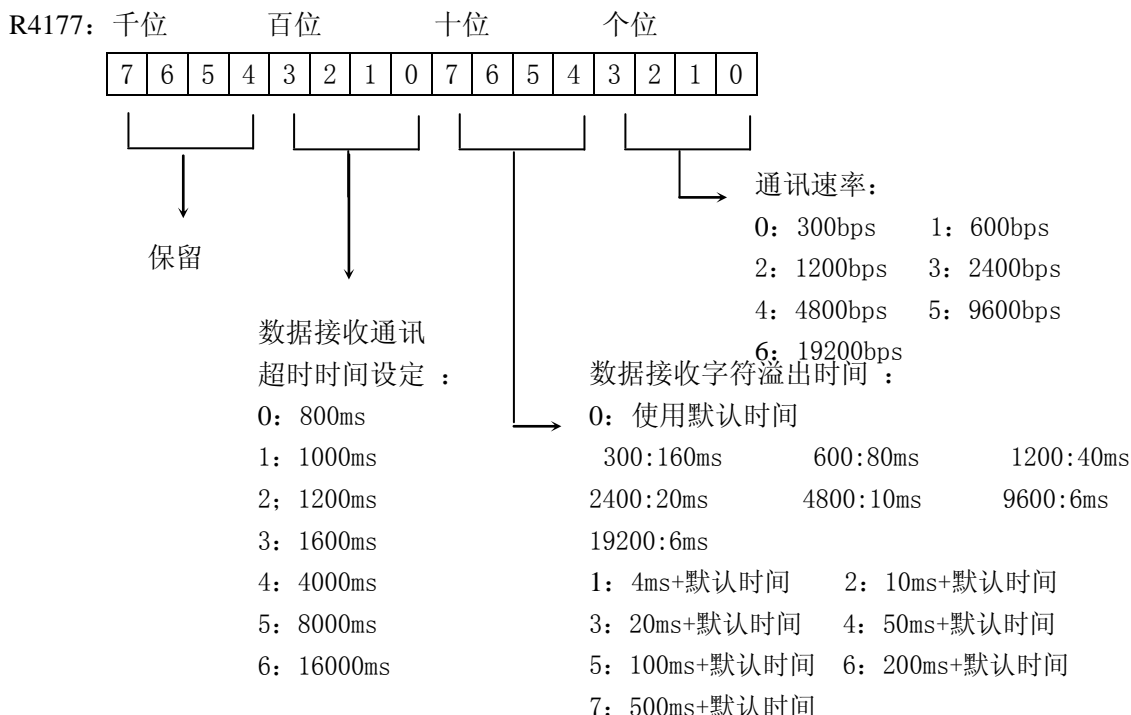 R4177：千位 百位 十位 个位
7 6 5 4 3 2 1 0 7 6 5 4 3 2 1 0
保留
数据接收通讯
超时时间设定 ：
0：800ms
1：1000ms
2；1200ms
3：1600ms
4：4000ms
5：8000ms
6：16000ms
通讯速率：
0：300bps 1：600bps
2：1200bps 3：2400bps
4：4800bps 5：9600bps
6：19200bps
数据接收字符溢出时间 ：
0：使用默认时间
300:160ms 600:80ms 1200:40ms
2400:20ms 4800:10ms 9600:6ms
19200:6ms
1：4ms+默认时间 2：10ms+默认时间
3：20ms+默认时间 4：50ms+默认时间
5：100ms+默认时间 6：200ms+默认时间
7：500ms+默认时间